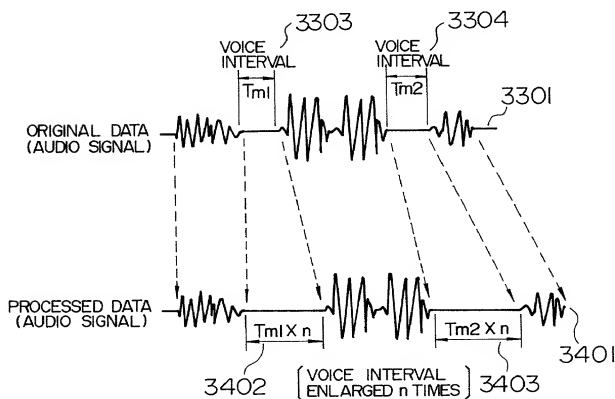 3303
3304
VOICE
INTERVAL
Tm1
VOICE
INTERVAL
Tm2
3301
ORIGINAL DATA
(AUDIO SIGNAL)
PROCESSED DATA
(AUDIO SIGNAL)
Tm1 X n
Tm2 X n
3401
3402
[VOICE INTERVAL
ENLARGED n TIMES]
3403